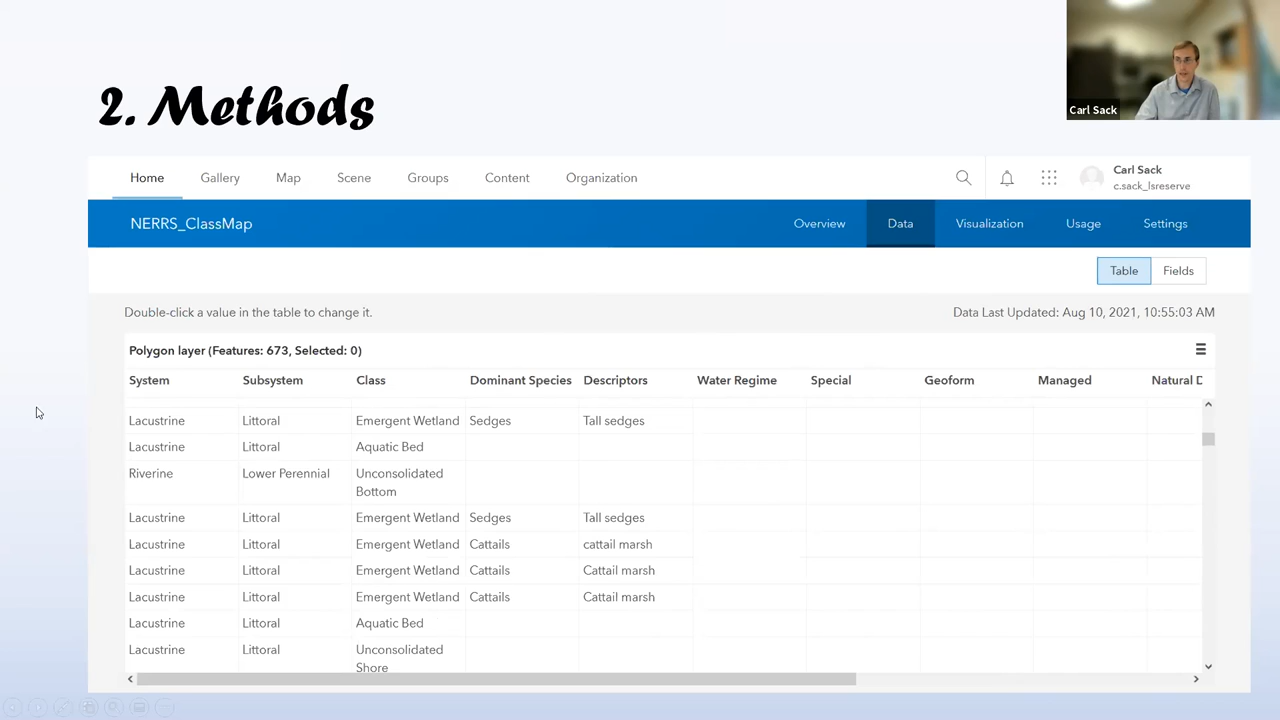 2. Methods
Carl Sack
Home Gallery Map Scene Groups Content Organization
Carl Sack
c.sack_lsreserve
NERRS_ClassMap Overview Data Visualization Usage Settings
Table Fields
Double-click a value in the table to change it. Data Last Updated: Aug 10, 2021, 10:55:03 AM
Polygon layer (Features: 673, Selected: 0)
System Subsystem Class Dominant Species Descriptors Water Regime Special Geoform Managed Natural D
Lacustrine Littoral Emergent Wetland Sedges Tall sedges
Lacustrine Littoral Aquatic Bed
Riverine Lower Perennial Unconsolidated
Bottom
Lacustrine Littoral Emergent Wetland Sedges Tall sedges
Lacustrine Littoral Emergent Wetland Cattails cattail marsh
Lacustrine Littoral Emergent Wetland Cattails Cattail marsh
Lacustrine Littoral Emergent Wetland Cattails Cattail marsh
Lacustrine Littoral Aquatic Bed
Lacustrine Littoral Unconsolidated
Shore